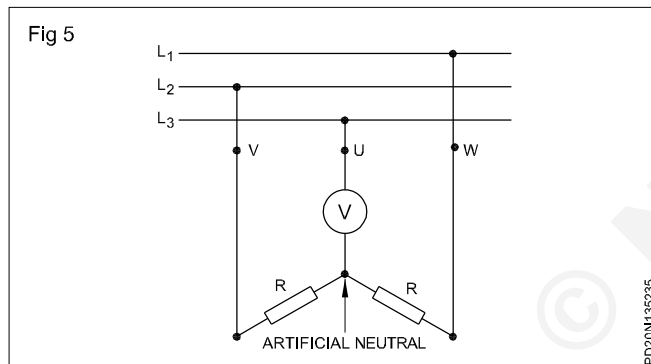 Fig 5
L1
L2
L3
V U W
V
R R
ARTIFICIAL NEUTRAL
PD20N135235
©